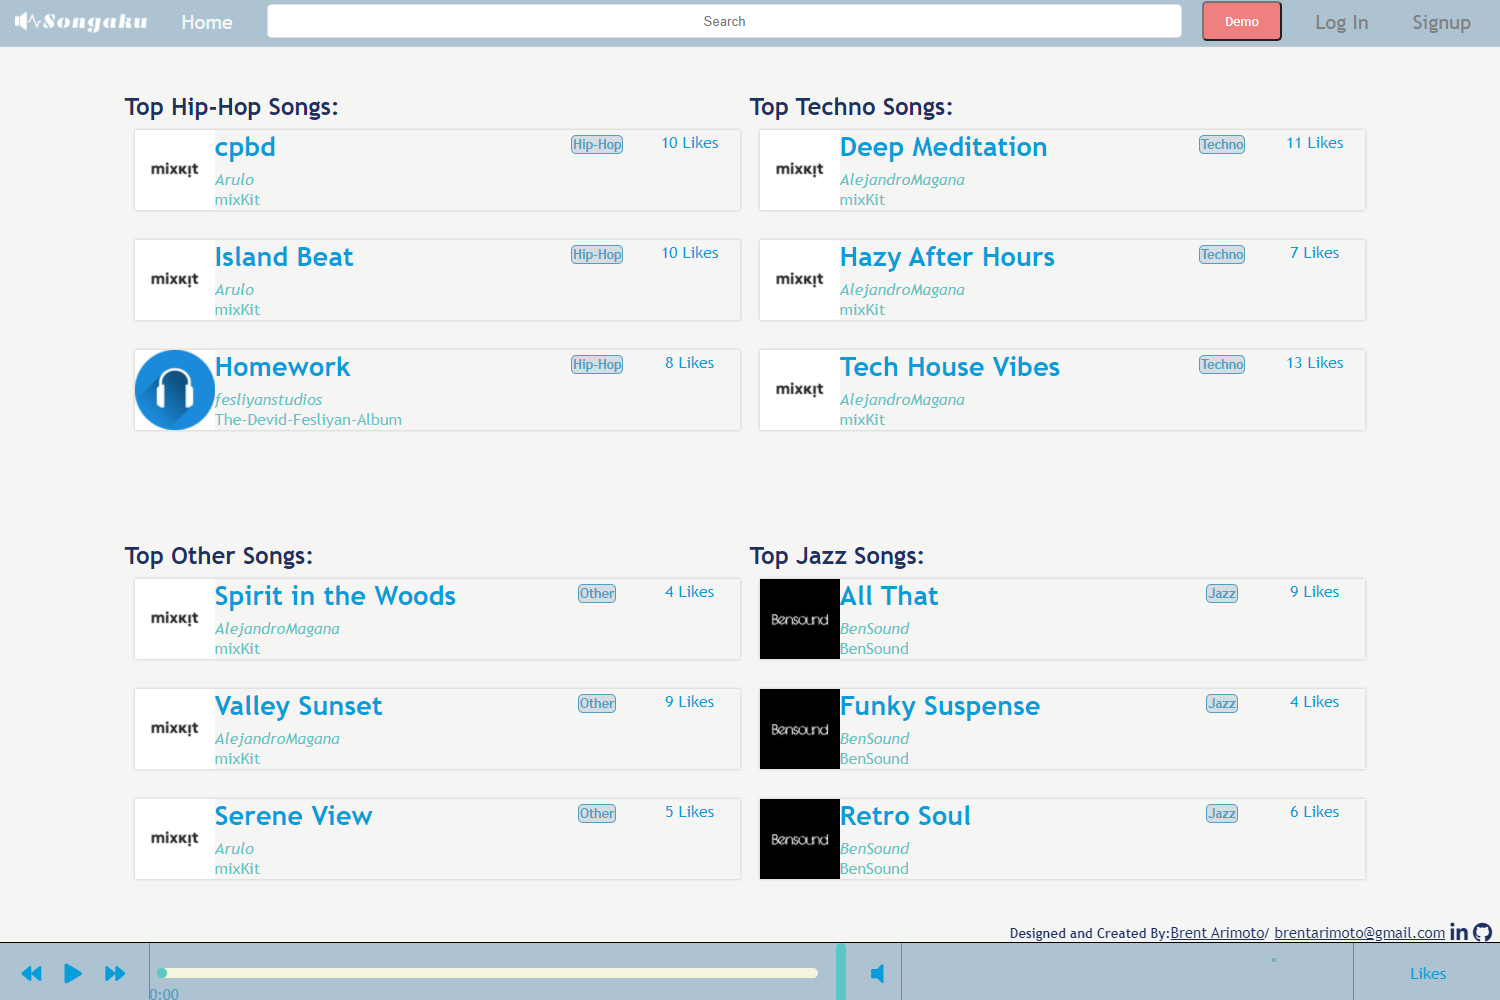 Songaku Home Search Demo Log In Signup
Top Hip-Hop Songs:
mixkit cpbd Hip-Hop 10 Likes
Arulo
mixKit
mixkit Island Beat Hip-Hop 10 Likes
Arulo
mixKit
Homework Hip-Hop 8 Likes
fesliyanstudios
The-Devid-Fesliyan-Album
Top Techno Songs:
mixkit Deep Meditation Techno 11 Likes
AlejandroMagana
mixKit
mixkit Hazy After Hours Techno 7 Likes
AlejandroMagana
mixKit
mixkit Tech House Vibes Techno 13 Likes
AlejandroMagana
mixKit
Top Other Songs:
mixkit Spirit in the Woods Other 4 Likes
AlejandroMagana
mixKit
mixkit Valley Sunset Other 9 Likes
AlejandroMagana
mixKit
mixkit Serene View Other 5 Likes
Arulo
mixKit
Top Jazz Songs:
Bensound All That Jazz 9 Likes
BenSound
BenSound
Bensound Funky Suspense Jazz 4 Likes
BenSound
BenSound
Bensound Retro Soul Jazz 6 Likes
BenSound
BenSound
Designed and Created By:Brent Arimoto/ brentarimoto@gmail.com in
0:00
Likes